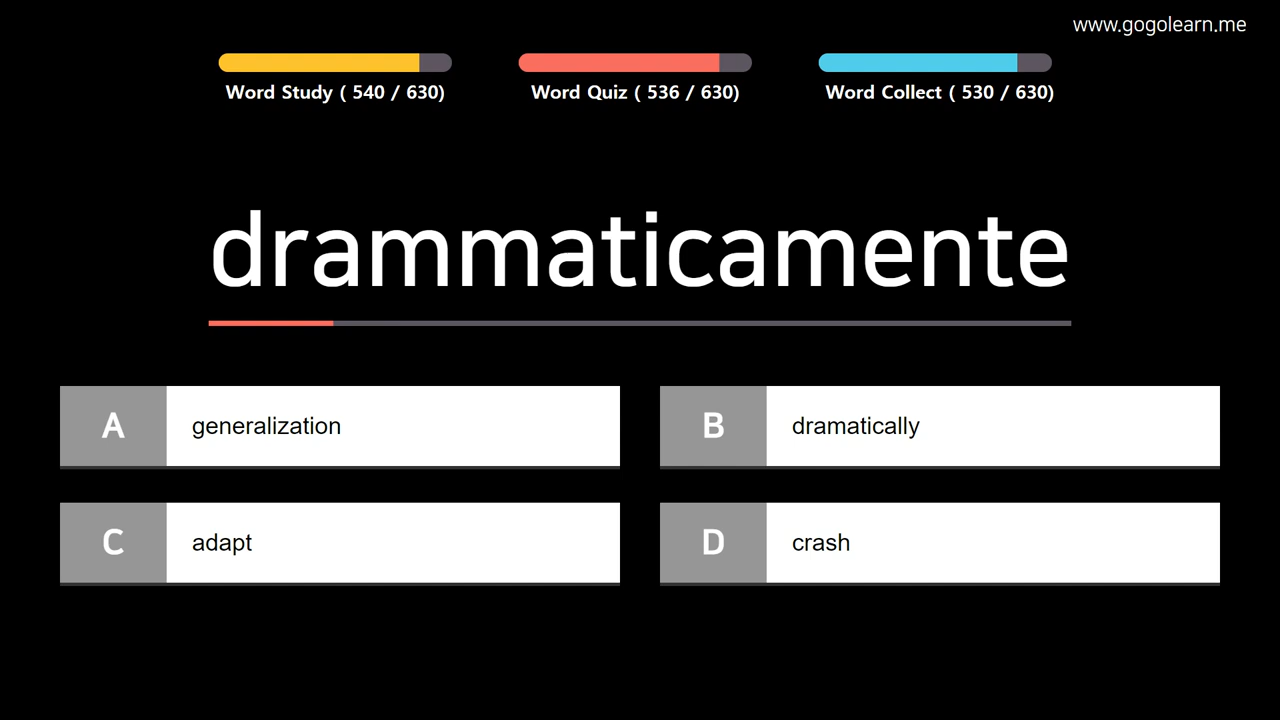 www.gogolearn.me
Word Study ( 540 / 630)
Word Quiz ( 536 / 630)
Word Collect ( 530 / 630)
drammaticamente
A
generalization
B
dramatically
C
adapt
D
crash